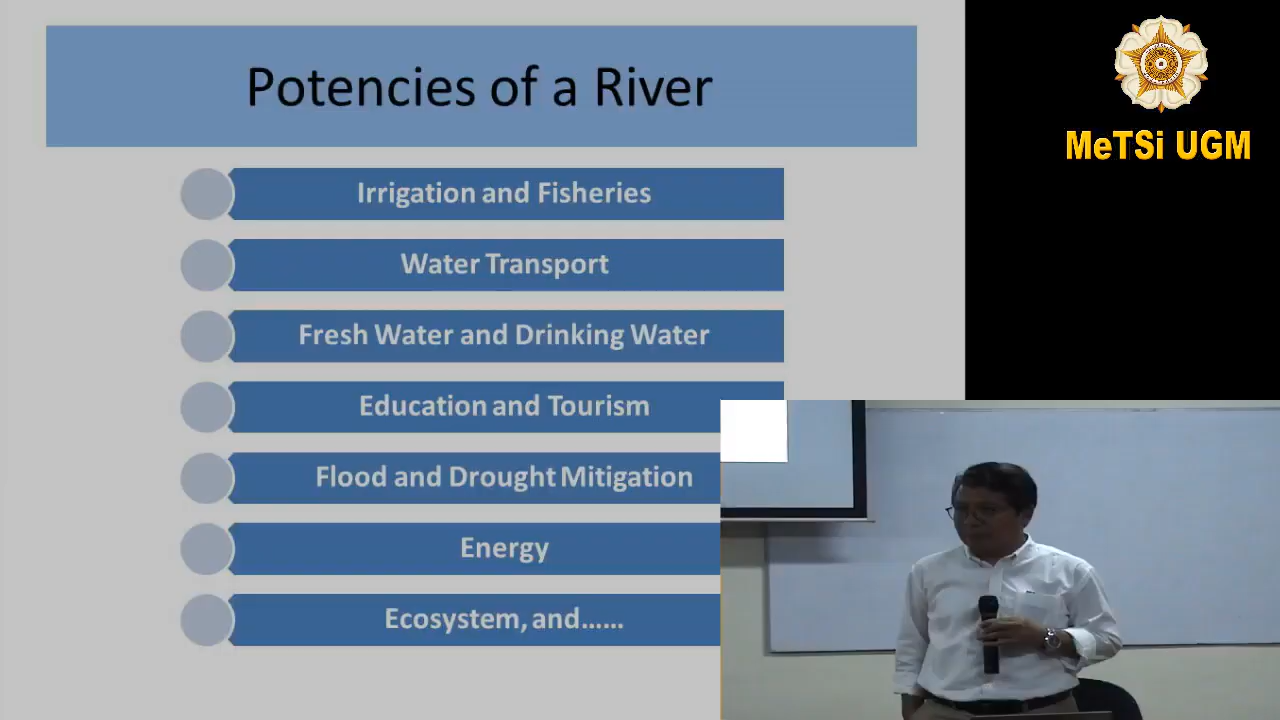 Potencies of a River
MeTSi UGM
Irrigation and Fisheries
Water Transport
Fresh Water and Drinking Water
Education and Tourism
Flood and Drought Mitigation
Energy
Ecosystem, and......